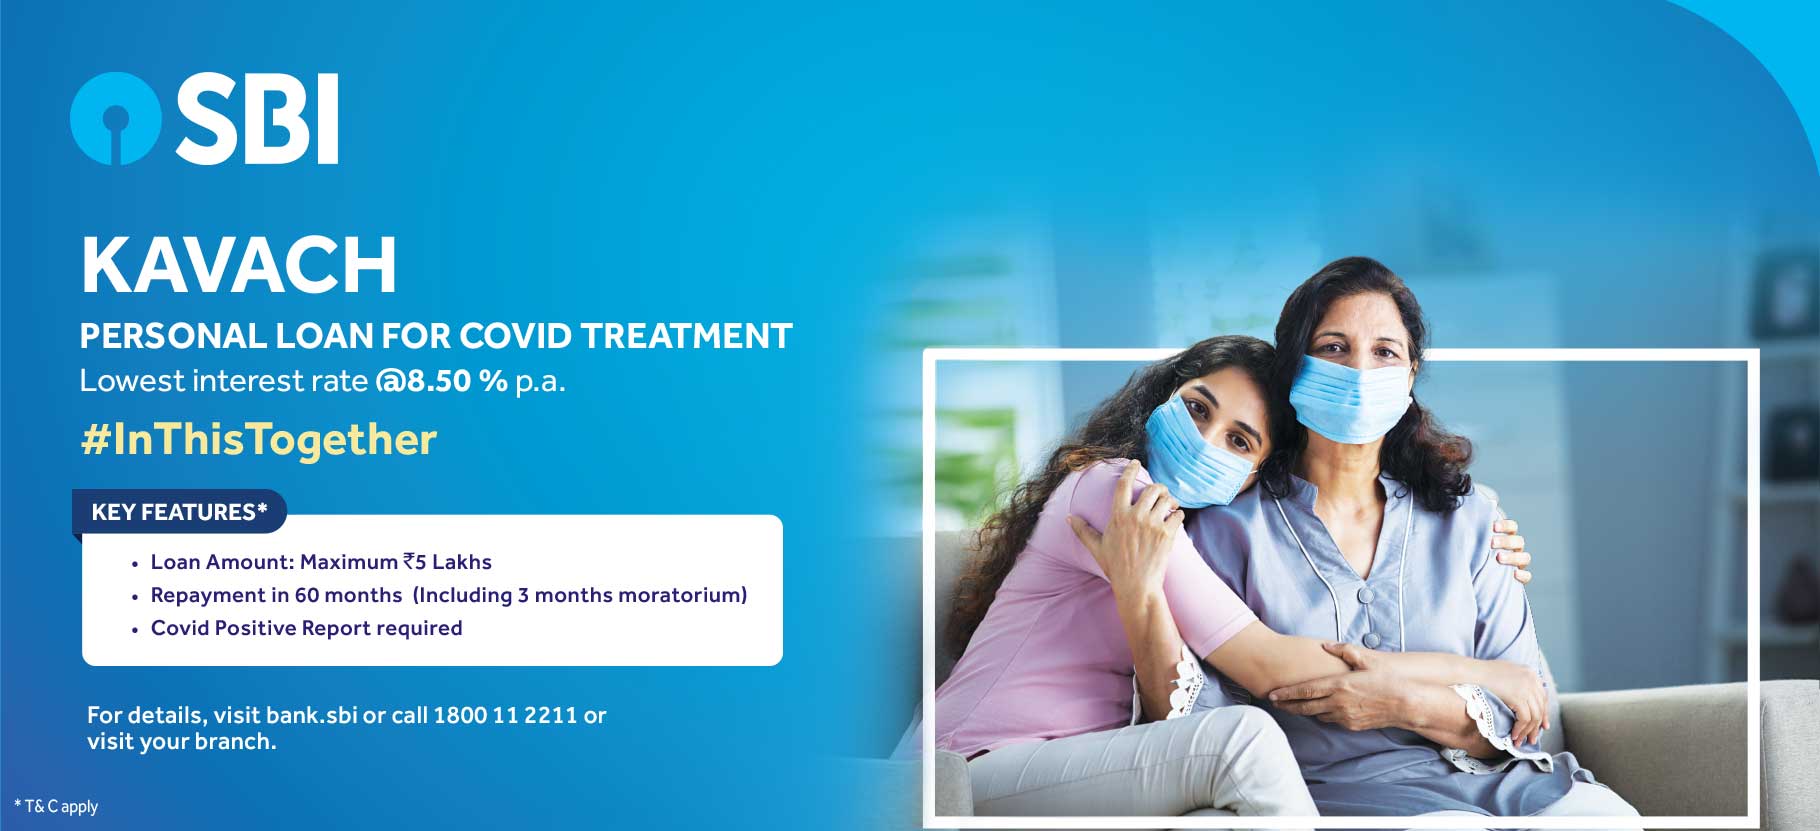 SBI
KAVACH
PERSONAL LOAN FOR COVID TREATMENT
Lowest interest rate @8.50 % p.a.
#InThisTogether
KEY FEATURES*
• Loan Amount: Maximum ₹5 Lakhs
• Repayment in 60 months (Including 3 months moratorium)
• Covid Positive Report required
For details, visit bank.sbi or call 1800 11 2211 or
visit your branch.
* T& C apply